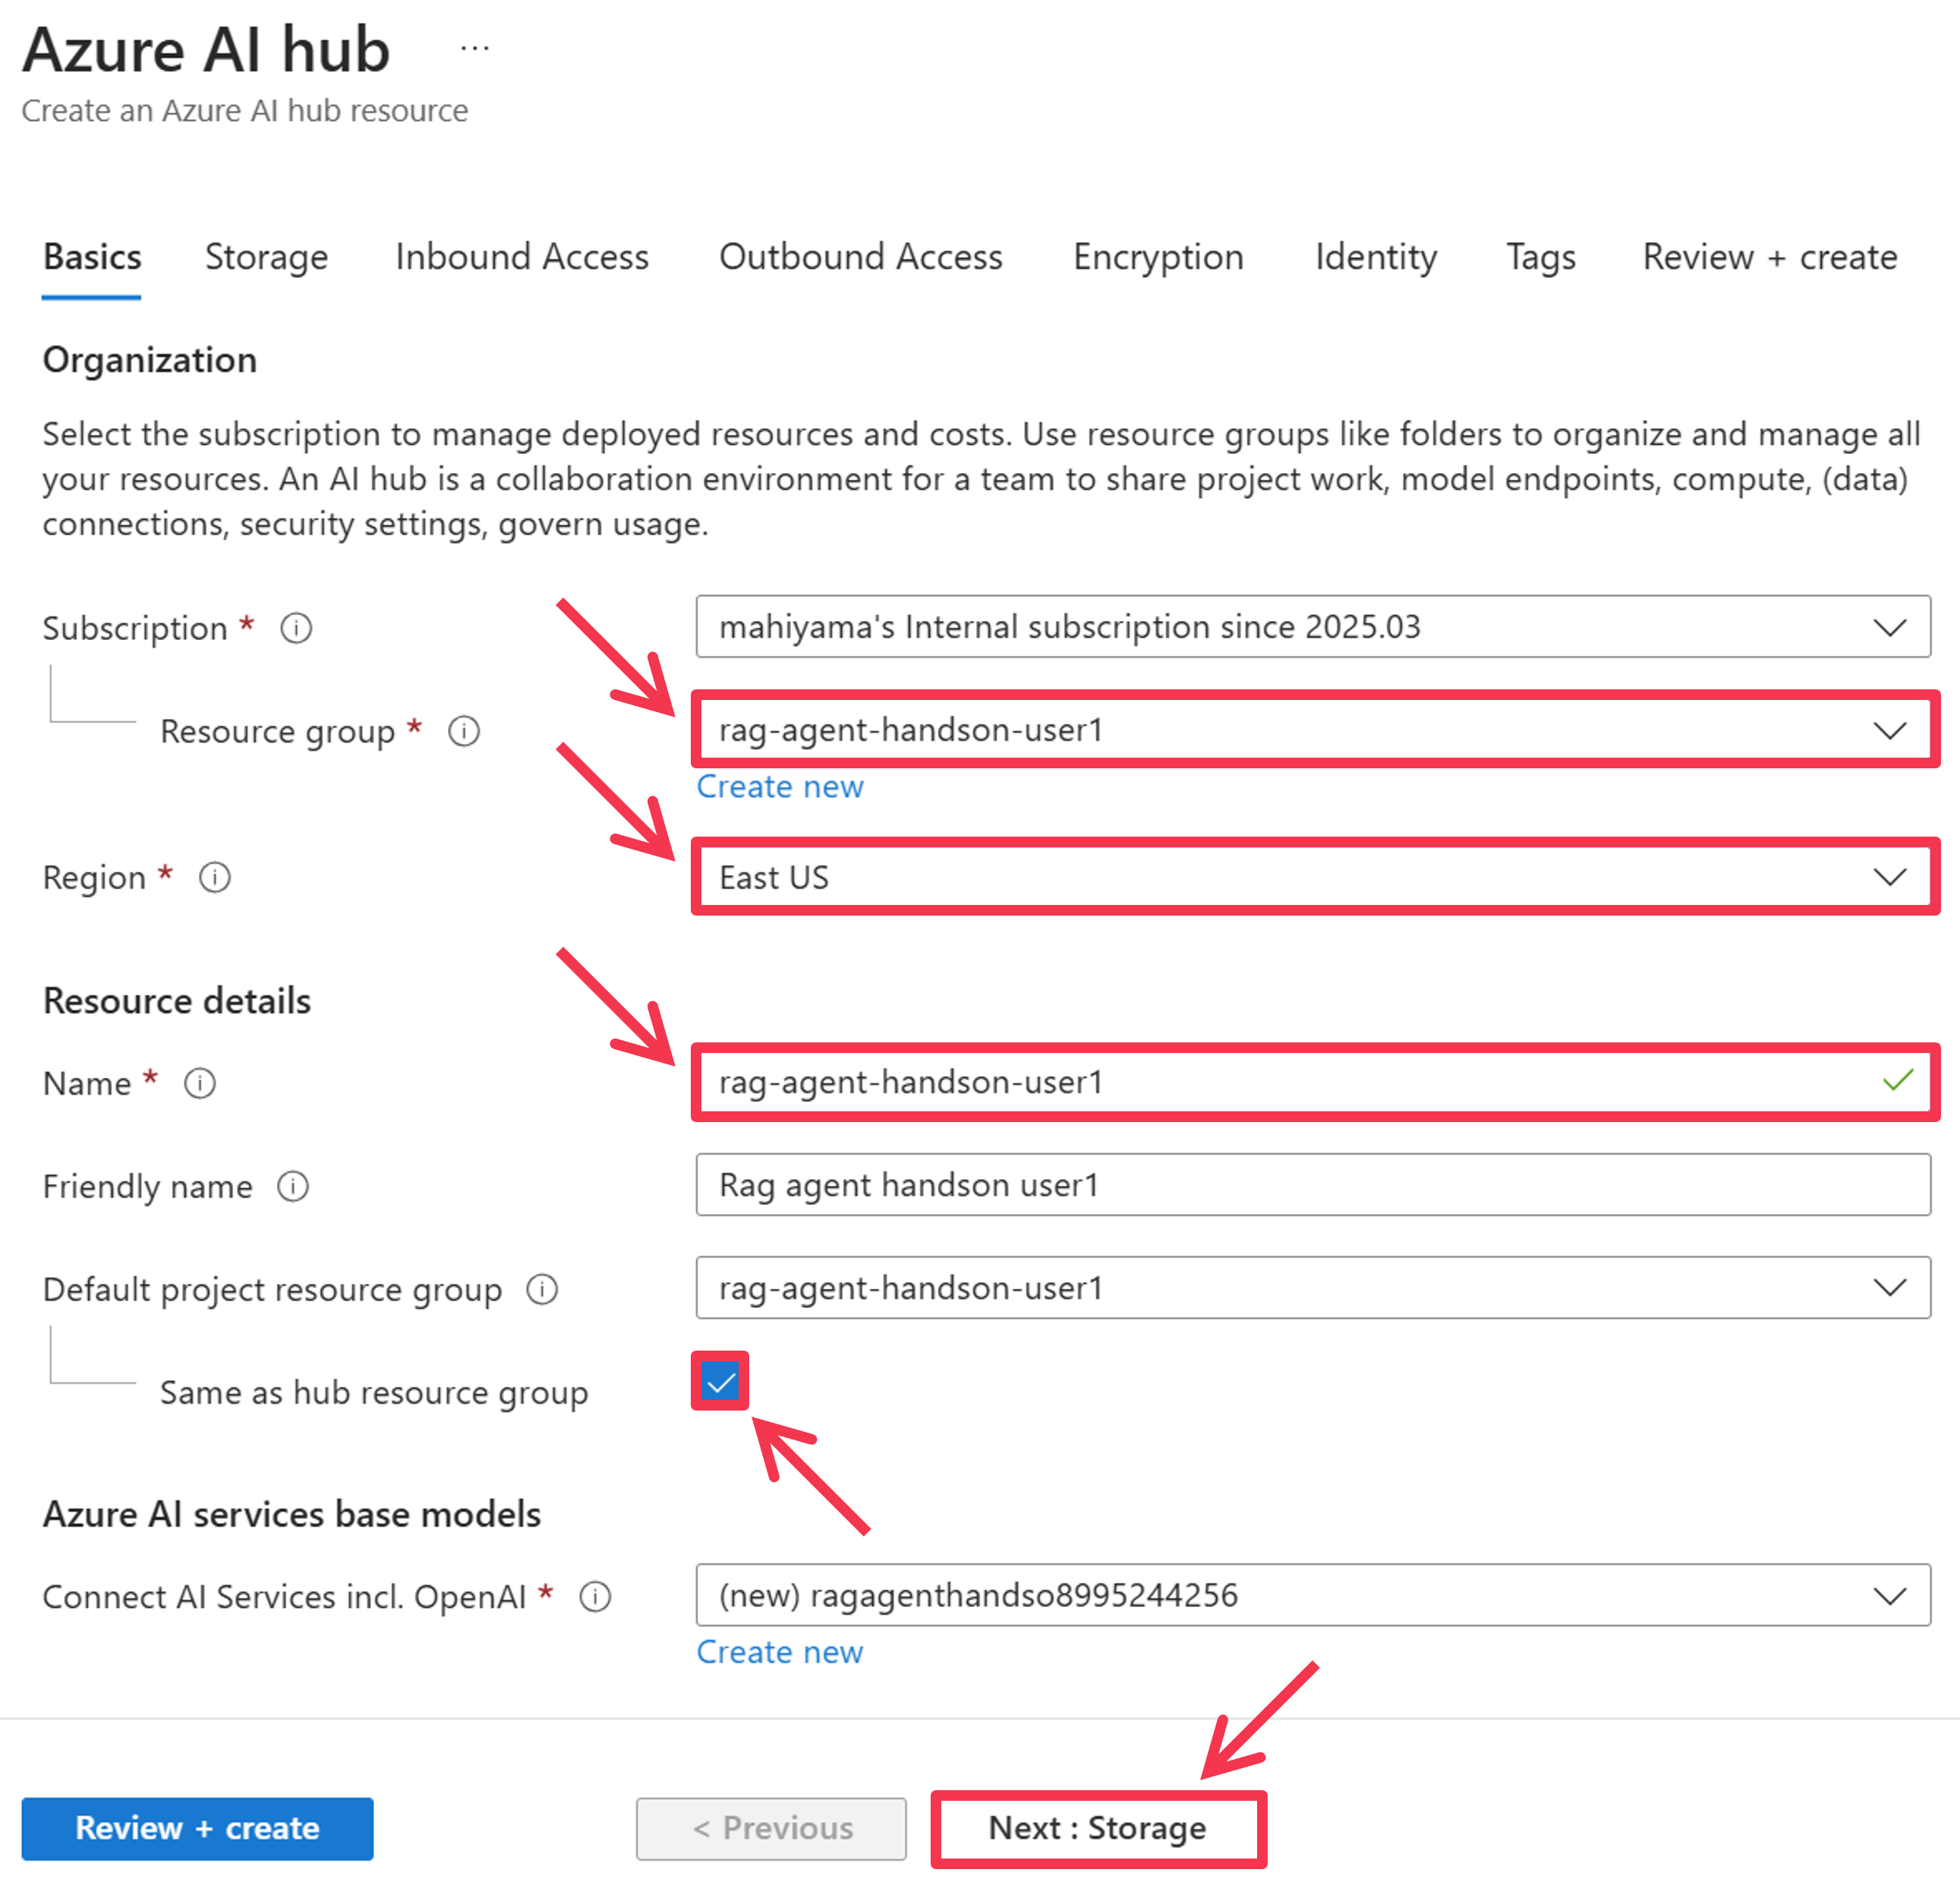 Azure AI hub ...
Create an Azure AI hub resource
Basics Storage Inbound Access Outbound Access Encryption Identity Tags Review + create
Organization
Select the subscription to manage deployed resources and costs. Use resource groups like folders to organize and manage all
your resources. An AI hub is a collaboration environment for a team to share project work, model endpoints, compute, (data)
connections, security settings, govern usage.
Subscription * mahiyama's Internal subscription since 2025.03
Resource group * rag-agent-handson-user1
Create new
Region * East US
Resource details
Name * rag-agent-handson-user1
Friendly name Rag agent handson user1
Default project resource group rag-agent-handson-user1
Same as hub resource group
Azure AI services base models
Connect AI Services incl. OpenAI * (new) ragagenthandso8995244256
Create new
Review + create < Previous Next : Storage